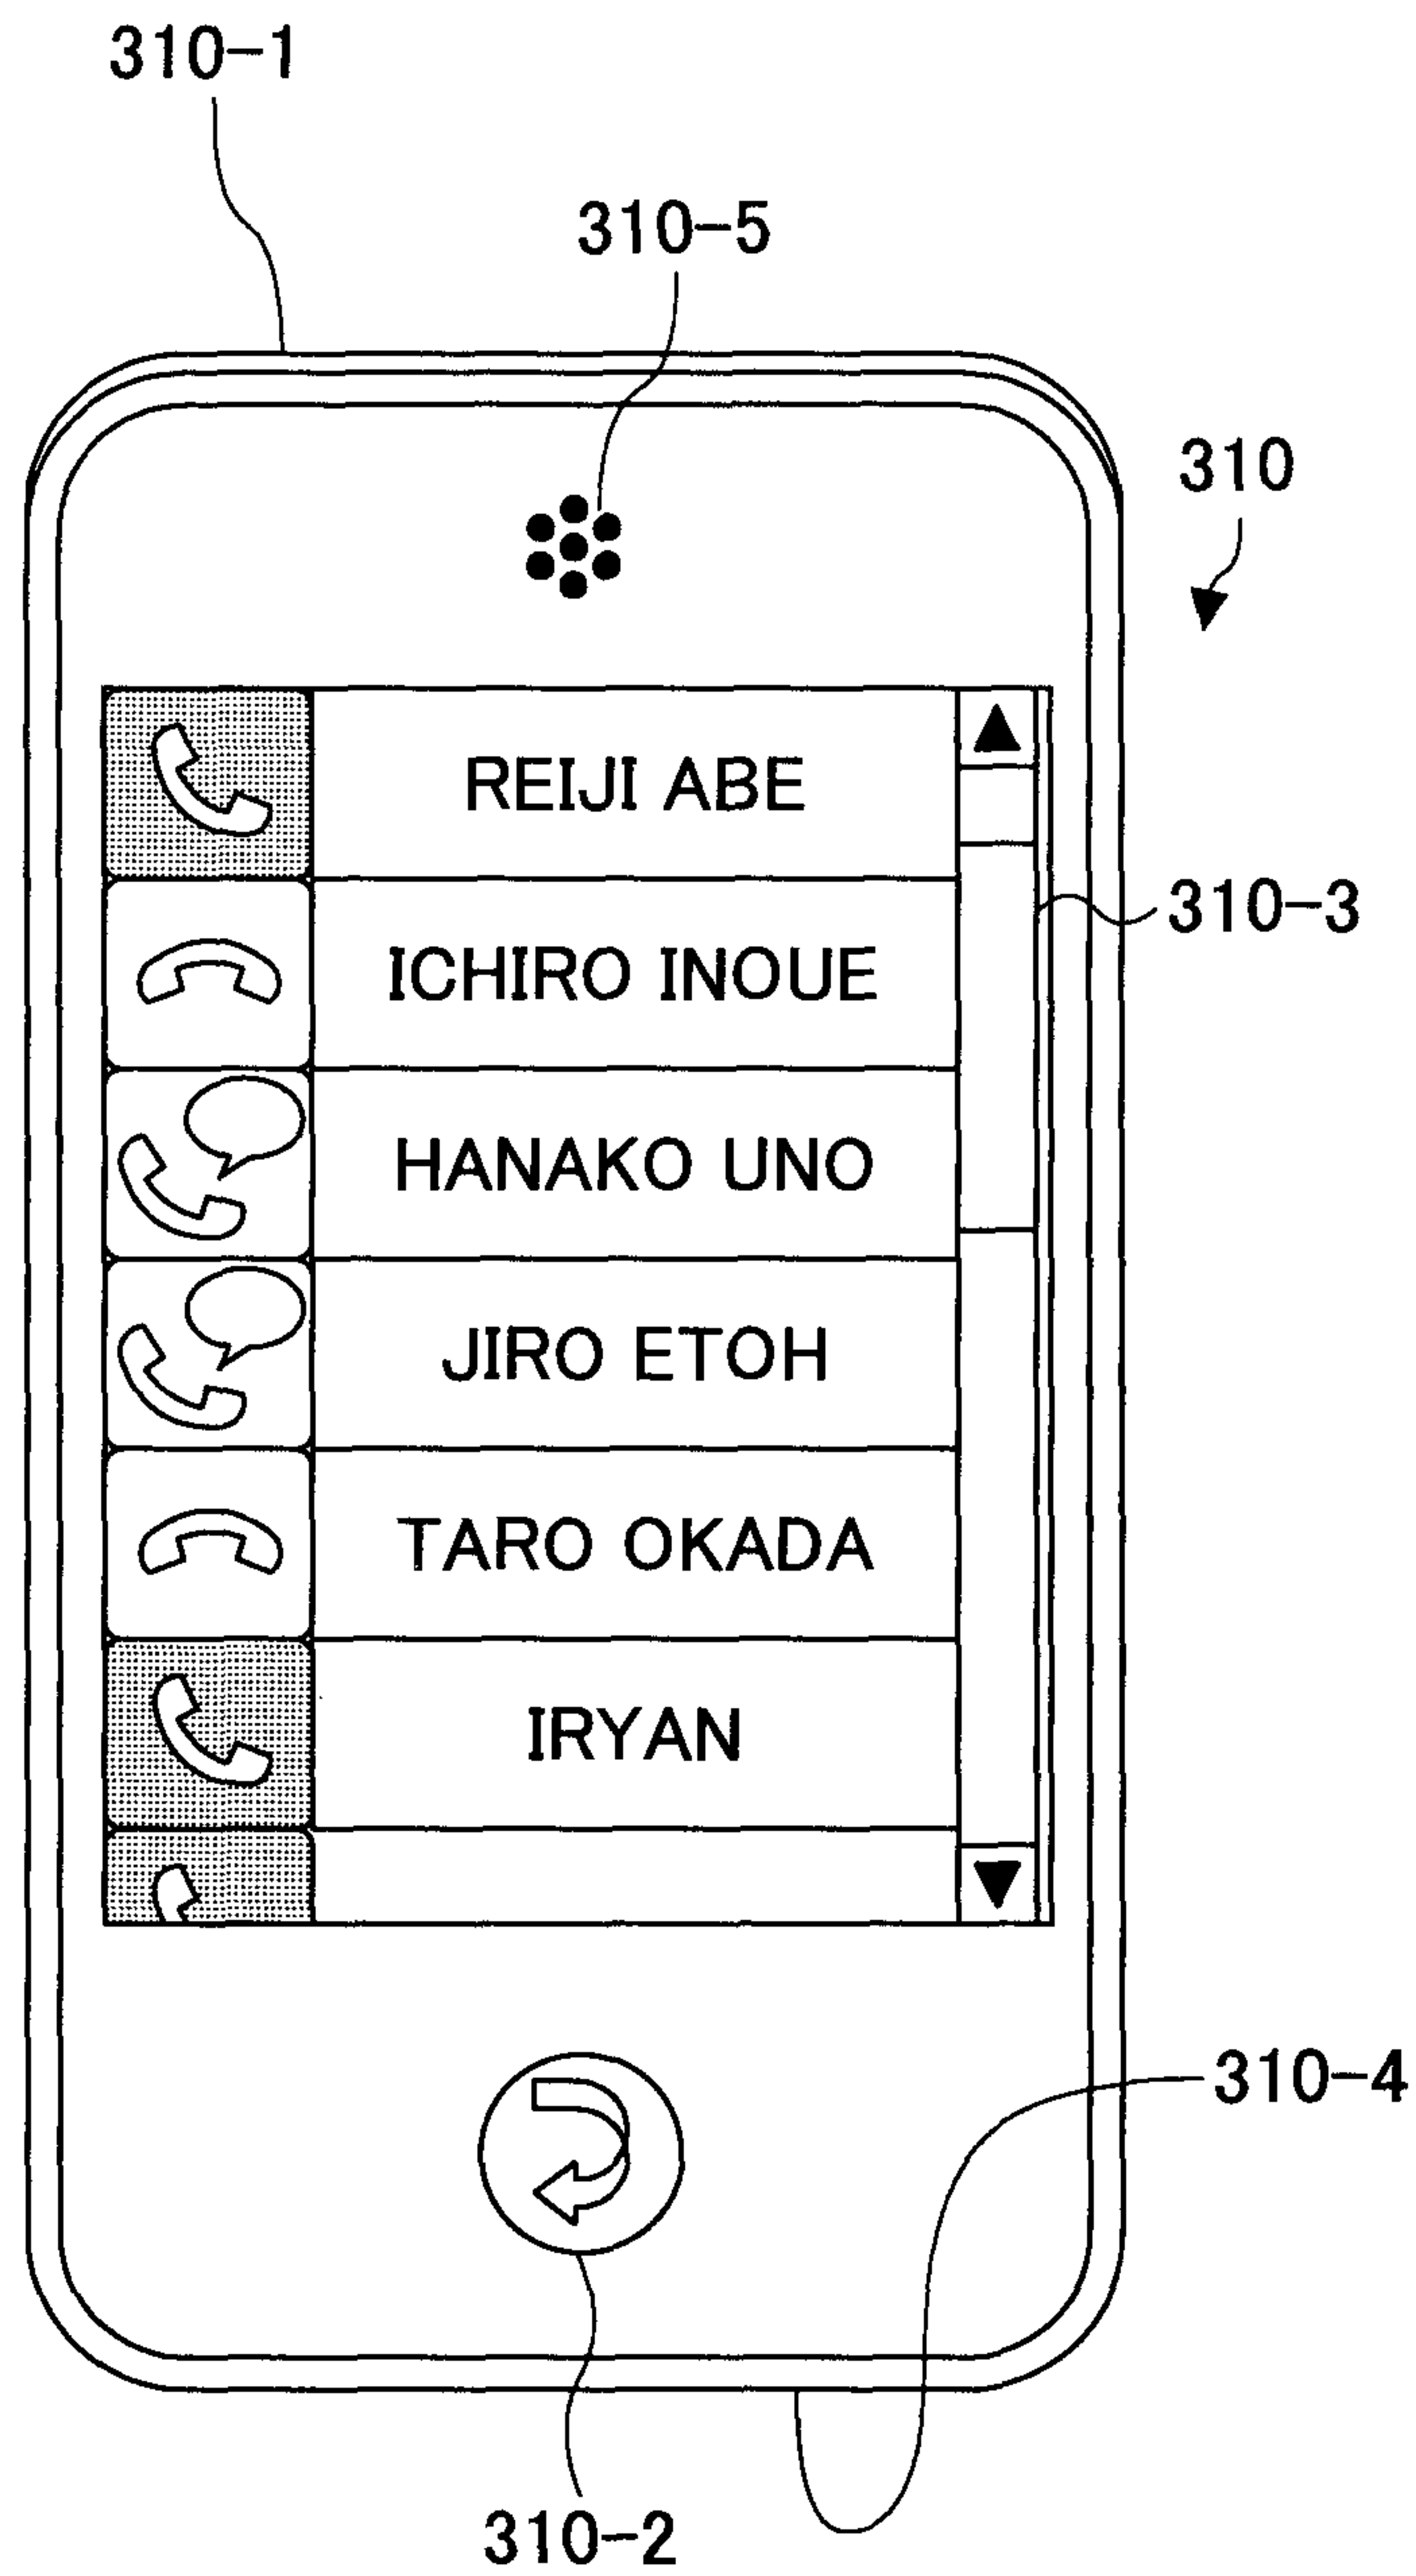 310-1
310-5
310
REIJI ABE
310-3
ICHIRO INOUE
HANAKO UNO
JIRO ETOH
TARO OKADA
IRYAN
310-4
310-2